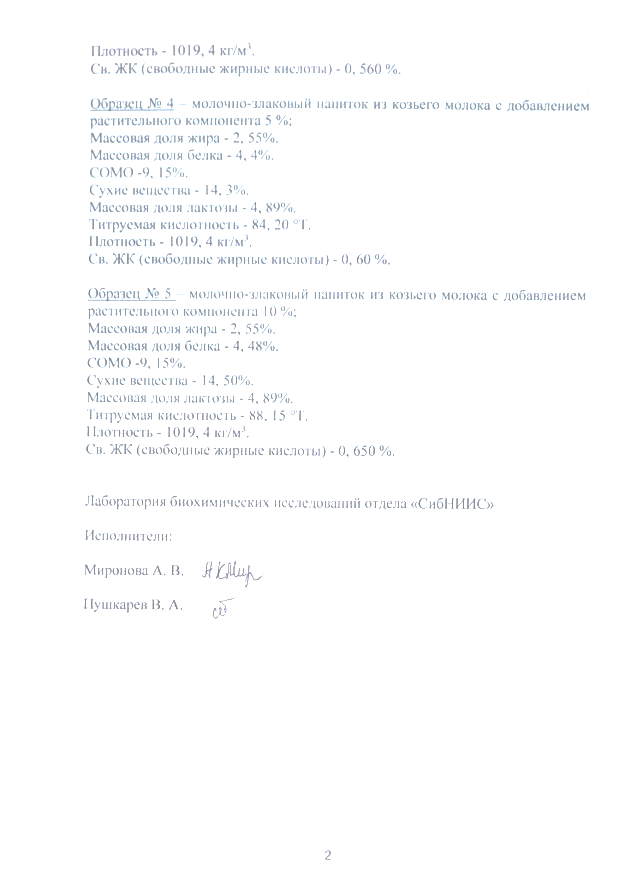 Плотность - 1019, 4 кг/м³.
Св. ЖК (свободные жирные кислоты) - 0, 560 %.
Образец № 4 – молочно-злаковый напиток из козьего молока с добавлением
растительного компонента 5 %;
Массовая доля жира - 2, 55%.
Массовая доля белка - 4, 4%.
СОМО -9, 15%.
Сухие вещества - 14, 3%.
Массовая доля лактозы - 4, 89%.
Титруемая кислотность - 84, 20 °Т.
Плотность - 1019, 4 кг/м³.
Св. ЖК (свободные жирные кислоты) - 0, 60 %.
Образец № 5 – молочно-злаковый напиток из козьего молока с добавлением
растительного компонента 10 %;
Массовая доля жира - 2, 55%.
Массовая доля белка - 4, 48%.
СОМО -9, 15%.
Сухие вещества - 14, 50%.
Массовая доля лактозы - 4, 89%.
Титруемая кислотность - 88, 15 °Т.
Плотность - 1019, 4 кг/м³.
Св. ЖК (свободные жирные кислоты) - 0, 650 %.
Лаборатория биохимических исследований отдела «СибНИИС»
Исполнители:
Миронова А. В.
Пушкарев В. А.
2